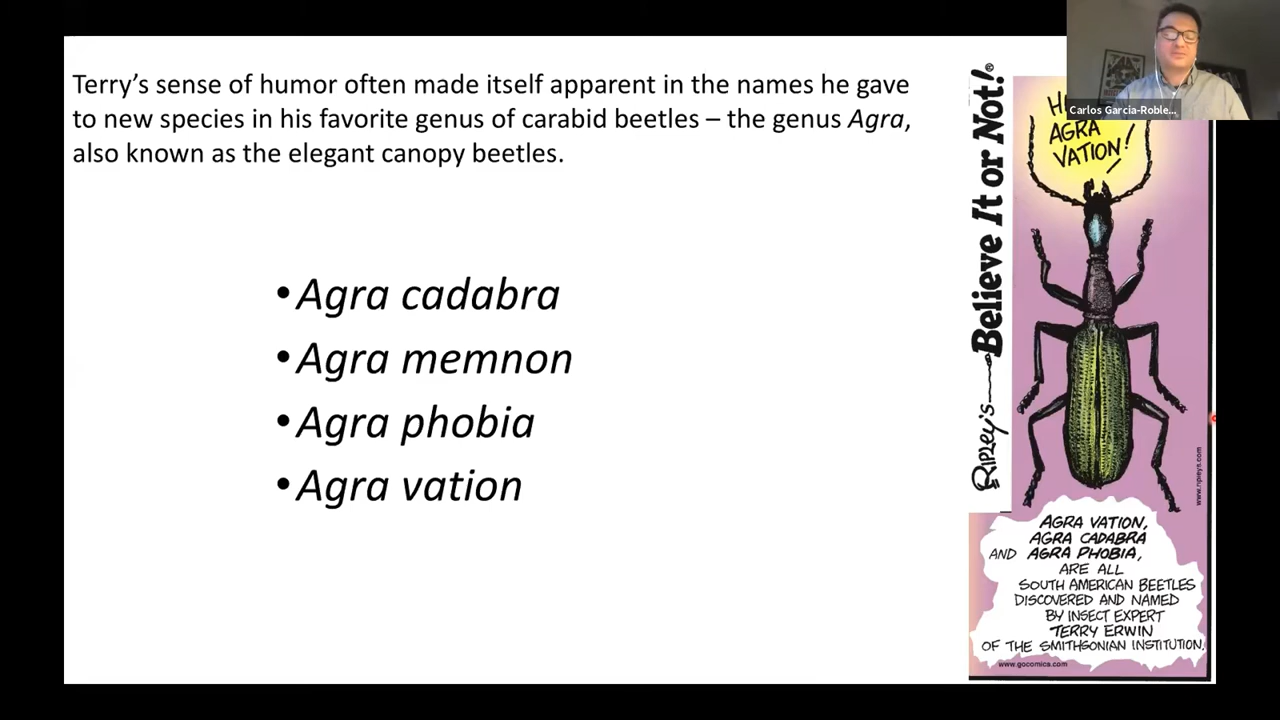 Terry’s sense of humor often made itself apparent in the names he gave
to new species in his favorite genus of carabid beetles – the genus Agra,
also known as the elegant canopy beetles.
•Agra cadabra
•Agra memnon
•Agra phobia
•Agra vation
Carlos Garcia-Roble...
AGRA
VATION!
Ripley's Believe It or Not!®
www.ripleys.com
AGRA VATION,
AGRA CADABRA
AND AGRA PHOBIA,
ARE ALL
SOUTH AMERICAN BEETLES
DISCOVERED AND NAMED
BY INSECT EXPERT
TERRY ERWIN
OF THE SMITHSONIAN INSTITUTION.
www.gocomica.com